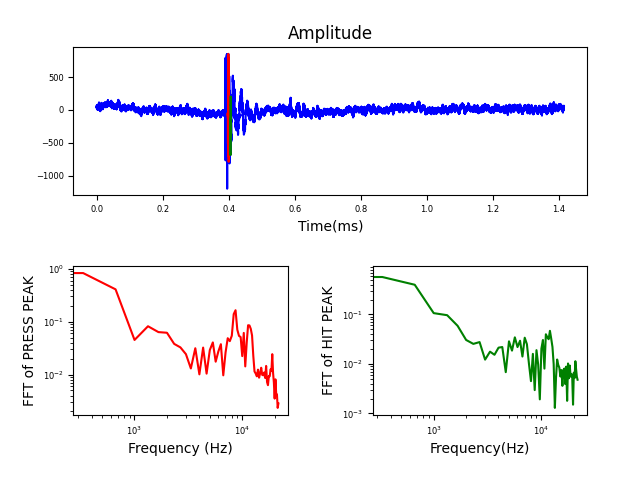 Amplitude
500
0
−500
−1000
0.0 0.2 0.4 0.6 0.8 1.0 1.2 1.4
Time(ms)
FFT of PRESS PEAK
10⁰
10⁻¹
10⁻²
10³ 10⁴
Frequency (Hz)
FFT of HIT PEAK
10⁻¹
10⁻²
10⁻³
10³ 10⁴
Frequency(Hz)